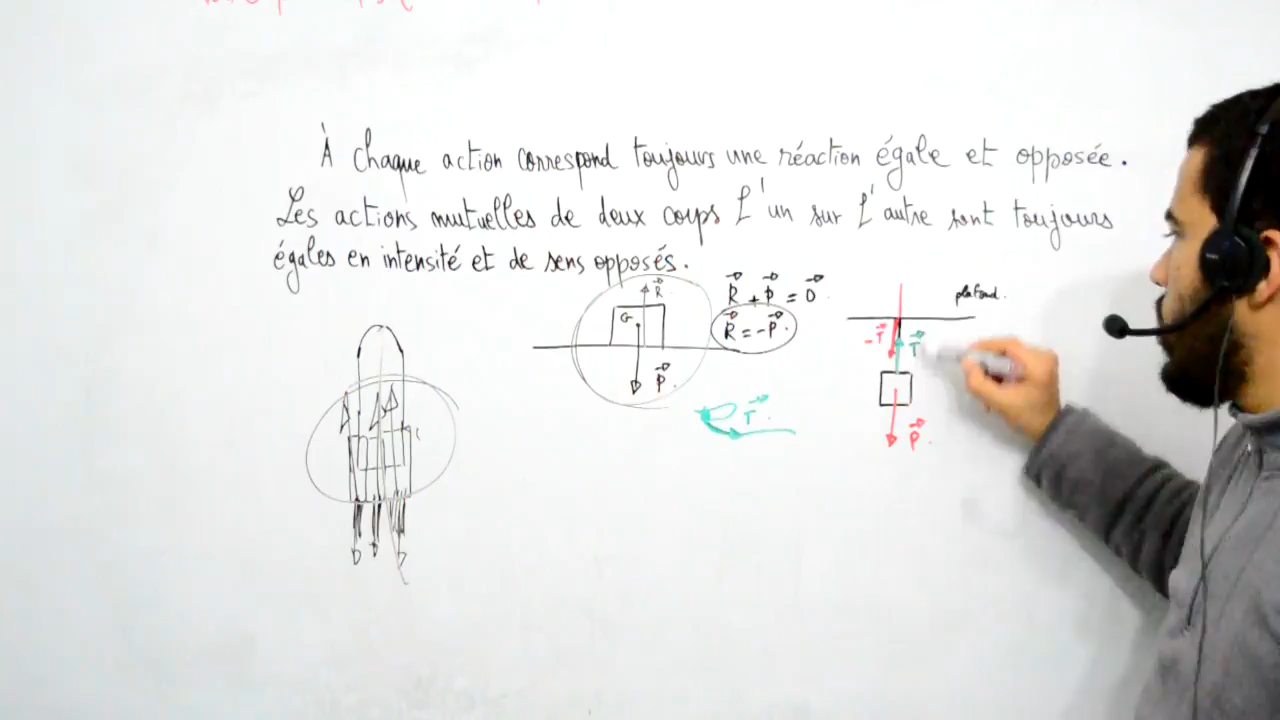 À chaque action correspond toujours une réaction égale et opposée.
Les actions mutuelles de deux corps l'un sur l'autre sont toujours
égales en intensité et de sens opposés.
R⃗
G
P⃗.
R⃗ + P⃗ = 0⃗.
R⃗ = -P⃗.
T⃗.
plafond.
-T⃗
T⃗
P⃗.